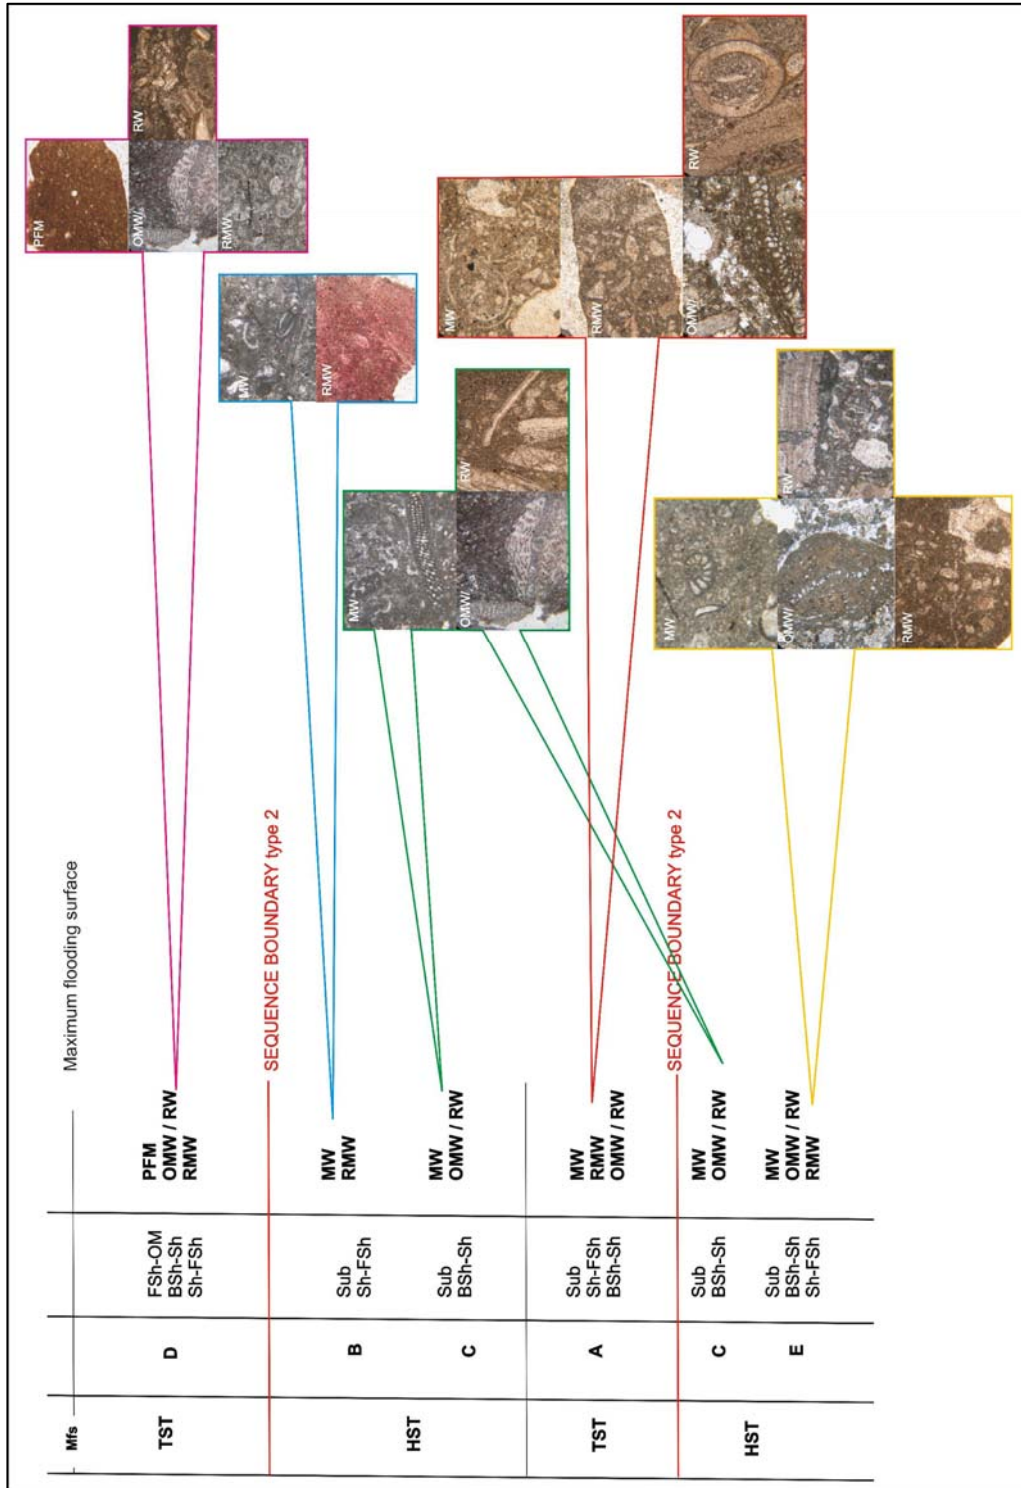 Mfs
Maximum flooding surface
TST
D
FSh-OM
BSh-Sh
Sh-FSh
PFM
OMW / RW
RMW
PFM
OMW/
RW
RMW
SEQUENCE BOUNDARY type 2
HST
B
Sub
Sh-FSh
MW
RMW
MW
RMW
C
Sub
BSh-Sh
MW
OMW / RW
MW
OMW/
RW
TST
A
Sub
Sh-FSh
BSh-Sh
MW
RMW
OMW / RW
MW
RMW
OMW/
RW
SEQUENCE BOUNDARY type 2
HST
C
Sub
BSh-Sh
MW
OMW / RW
E
Sub
BSh-Sh
Sh-FSh
MW
OMW / RW
RMW
MW
OMW/
RW
RMW